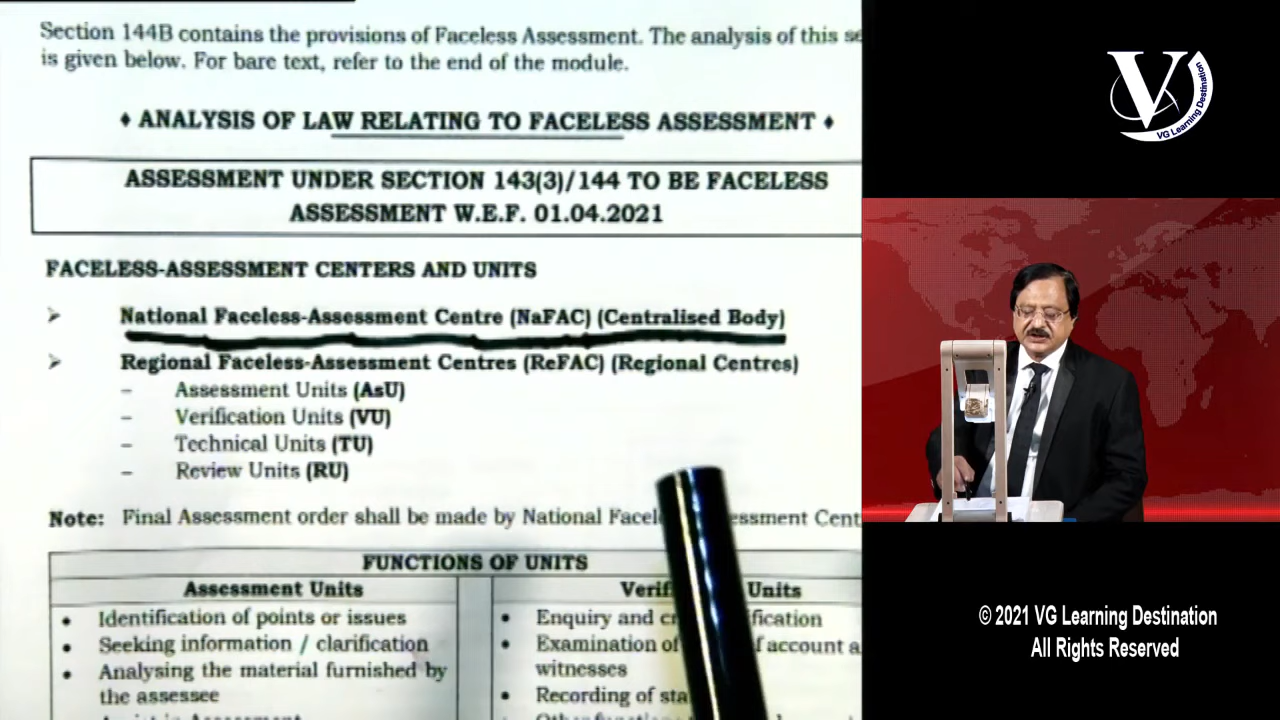 Section 144B contains the provisions of Faceless Assessment. The analysis of this
is given below. For bare text, refer to the end of the module.
♦ ANALYSIS OF LAW RELATING TO FACELESS ASSESSMENT ♦
ASSESSMENT UNDER SECTION 143(3)/144 TO BE FACELESS
ASSESSMENT W.E.F. 01.04.2021
FACELESS-ASSESSMENT CENTERS AND UNITS
➢ National Faceless-Assessment Centre (NaFAC) (Centralised Body)
➢ Regional Faceless-Assessment Centres (ReFAC) (Regional Centres)
– Assessment Units (AsU)
– Verification Units (VU)
– Technical Units (TU)
– Review Units (RU)
Note: Final Assessment order shall be made by National
FUNCTIONS OF UNITS
Assessment Units
• Identification of points or issues
• Seeking information / clarification
• Analysing the material furnished by
the assessee
Units
• Enquiry and
• Examination of account
witnesses
• Recording of
V
VG Learning Destination
© 2021 VG Learning Destination
All Rights Reserved